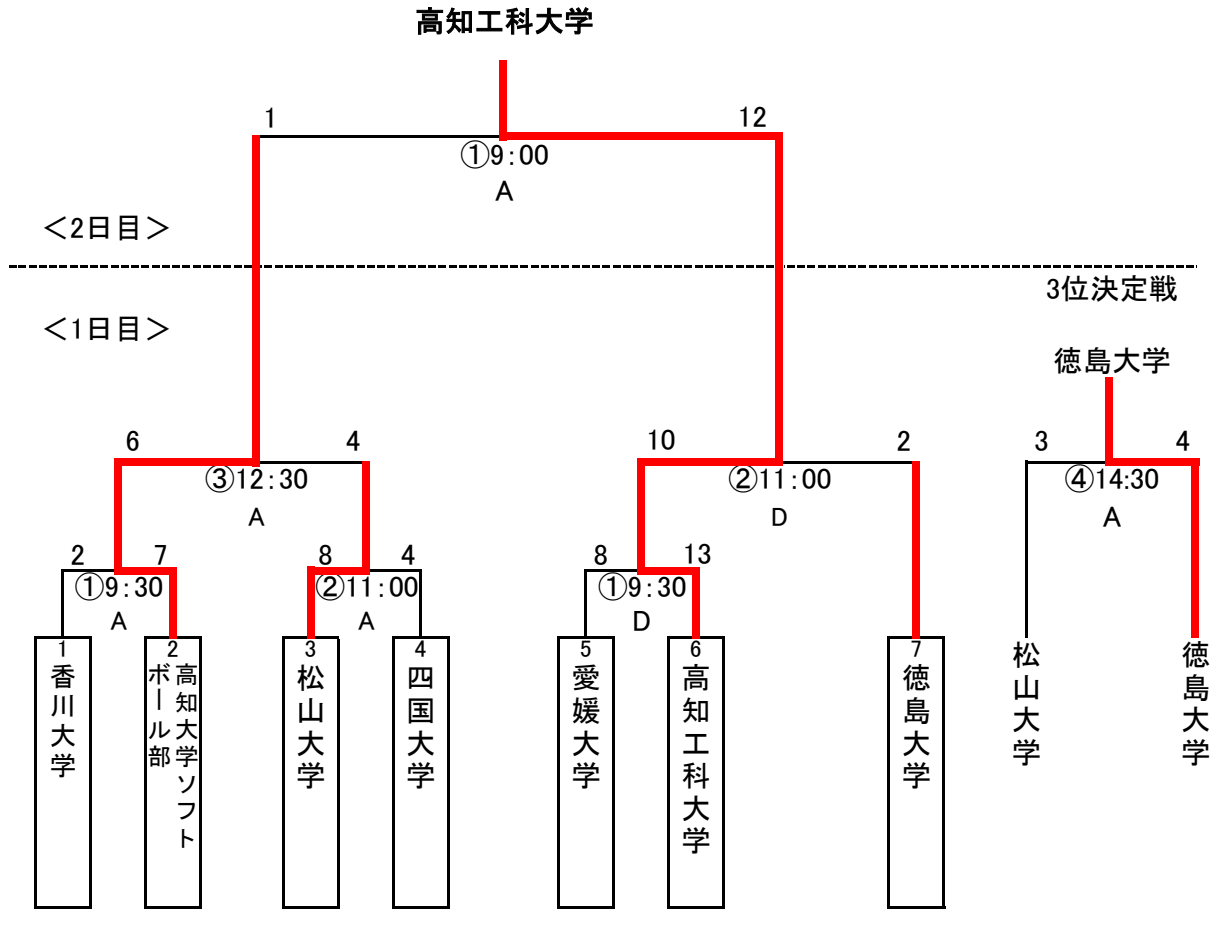 高知工科大学
1
12
①9:00
A
＜2日目＞
3位決定戦
＜1日目＞
徳島大学
6
4
10
2
3
4
③12:30
②11:00
④14:30
A
D
A
2
7
8
4
8
13
①9:30
②11:00
①9:30
A
A
D
1
香川大学
2
高知大学ソフト
ボール部
3
松山大学
4
四国大学
5
愛媛大学
6
高知工科大学
7
徳島大学
松山大学
徳島大学